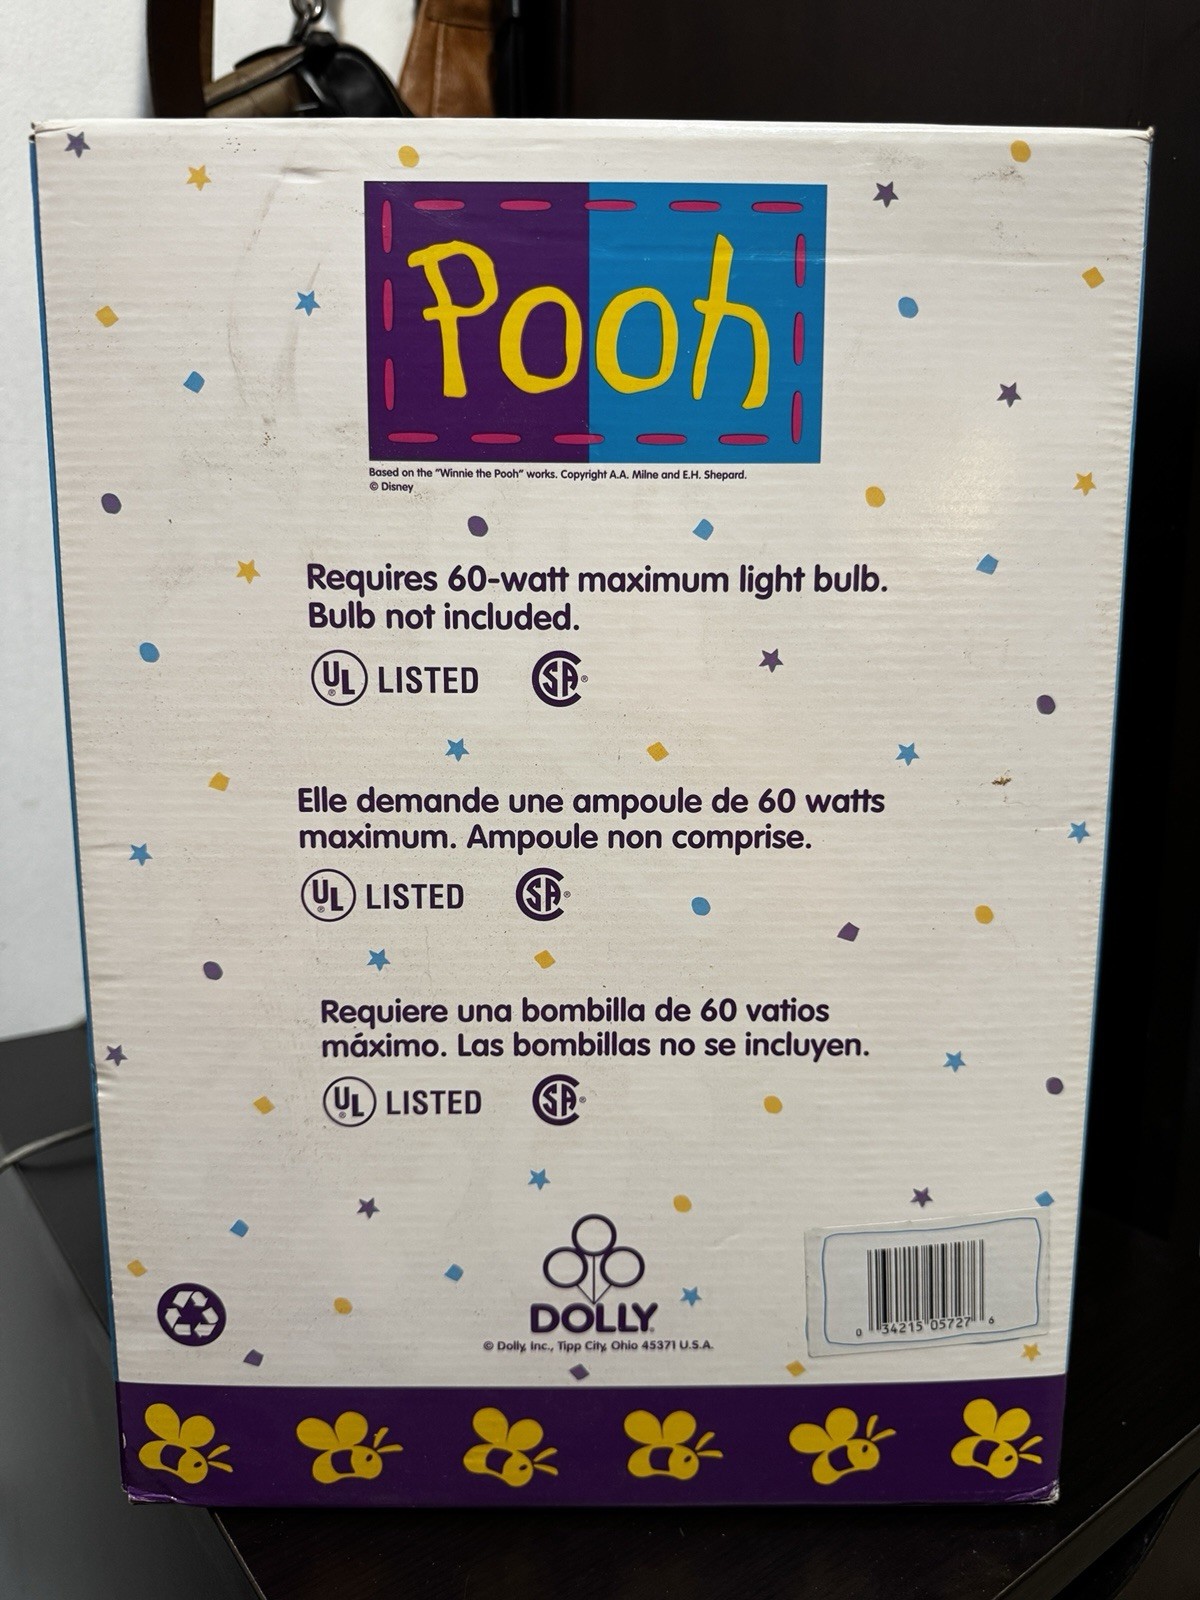 Pooh
Based on the "Winnie the Pooh" works. Copyright A.A. Milne and E.H. Shepard.
© Disney
Requires 60-watt maximum light bulb.
Bulb not included.
UL® LISTED SA®
Elle demande une ampoule de 60 watts
maximum. Ampoule non comprise.
UL® LISTED SA®
Requiere una bombilla de 60 vatios
máximo. Las bombillas no se incluyen.
UL® LISTED SA®
DOLLY
© Dolly, Inc., Tipp City, Ohio 45371 U.S.A.
0 34215 05727 6